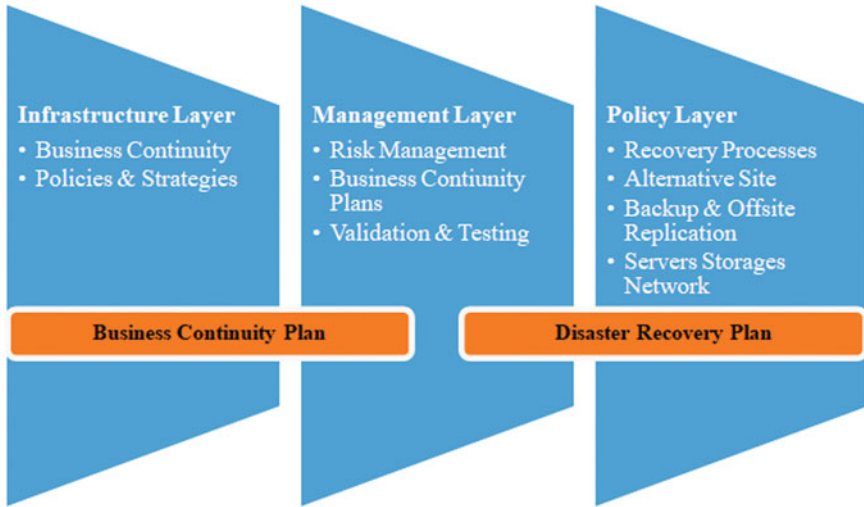 Infrastructure Layer
• Business Continuity
• Policies & Strategies
Management Layer
• Risk Management
• Business Contiunity
Plans
• Validation & Testing
Policy Layer
• Recovery Processes
• Alternative Site
• Backup & Offsite
Replication
• Servers Storages
Network
Business Continuity Plan
Disaster Recovery Plan